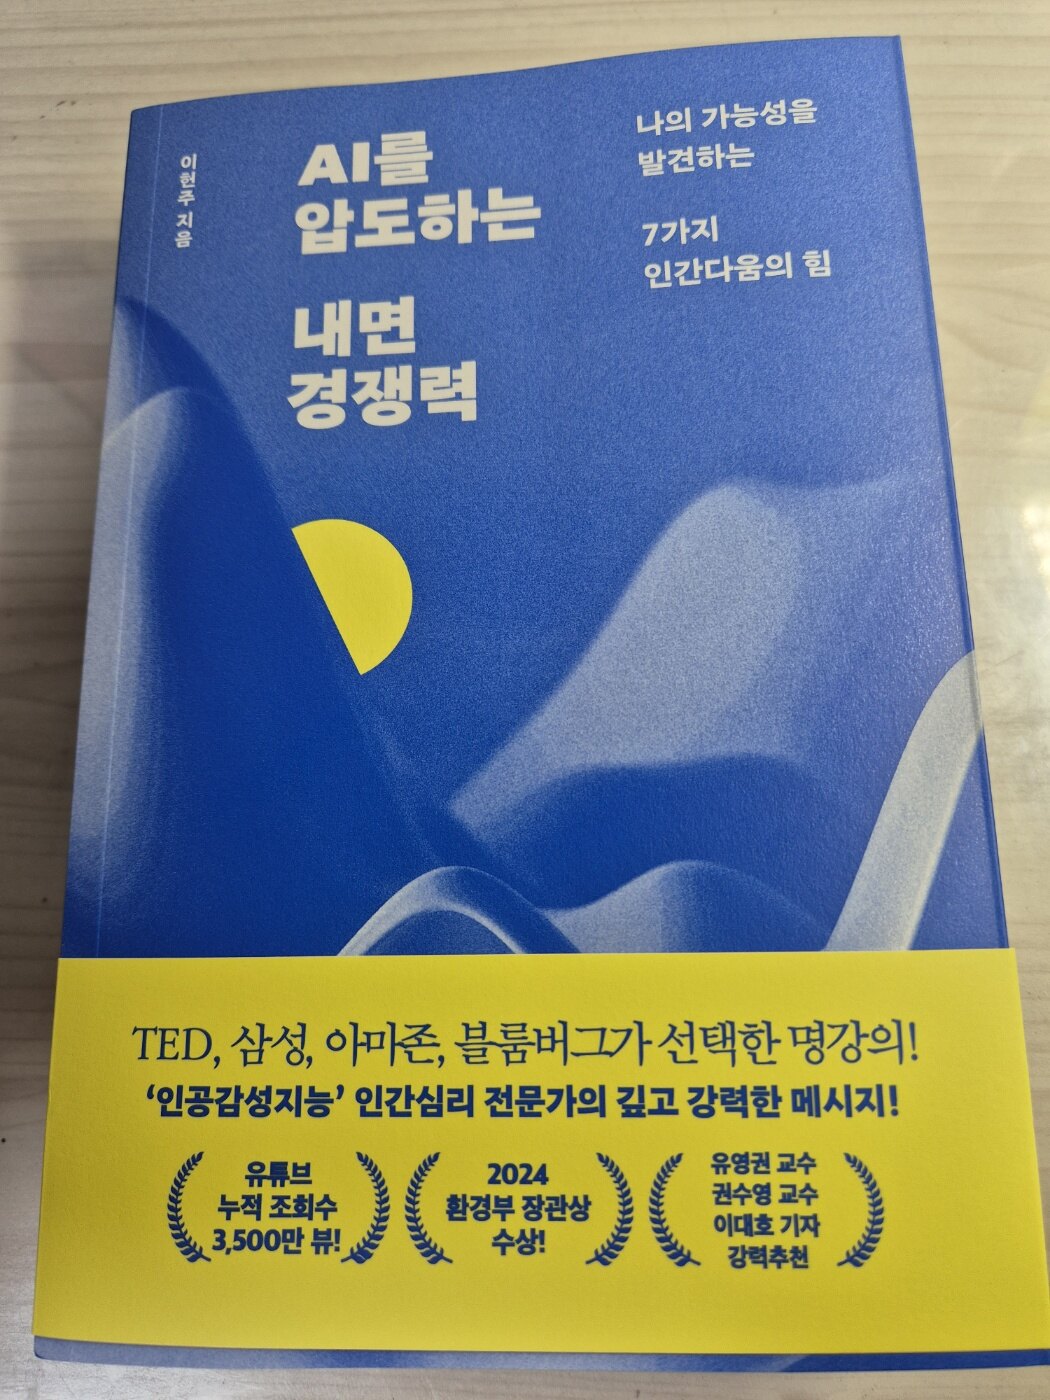 이헌주 지음
AI를
압도하는
내면
경쟁력
나의 가능성을
발견하는
7가지
인간다움의 힘
TED, 삼성, 아마존, 블룸버그가 선택한 명강의!
‘인공감성지능’ 인간심리 전문가의 깊고 강력한 메시지!
유튜브
누적 조회수
3,500만 뷰!
2024
환경부 장관상
수상!
유영권 교수
권수영 교수
이대호 기자
강력추천